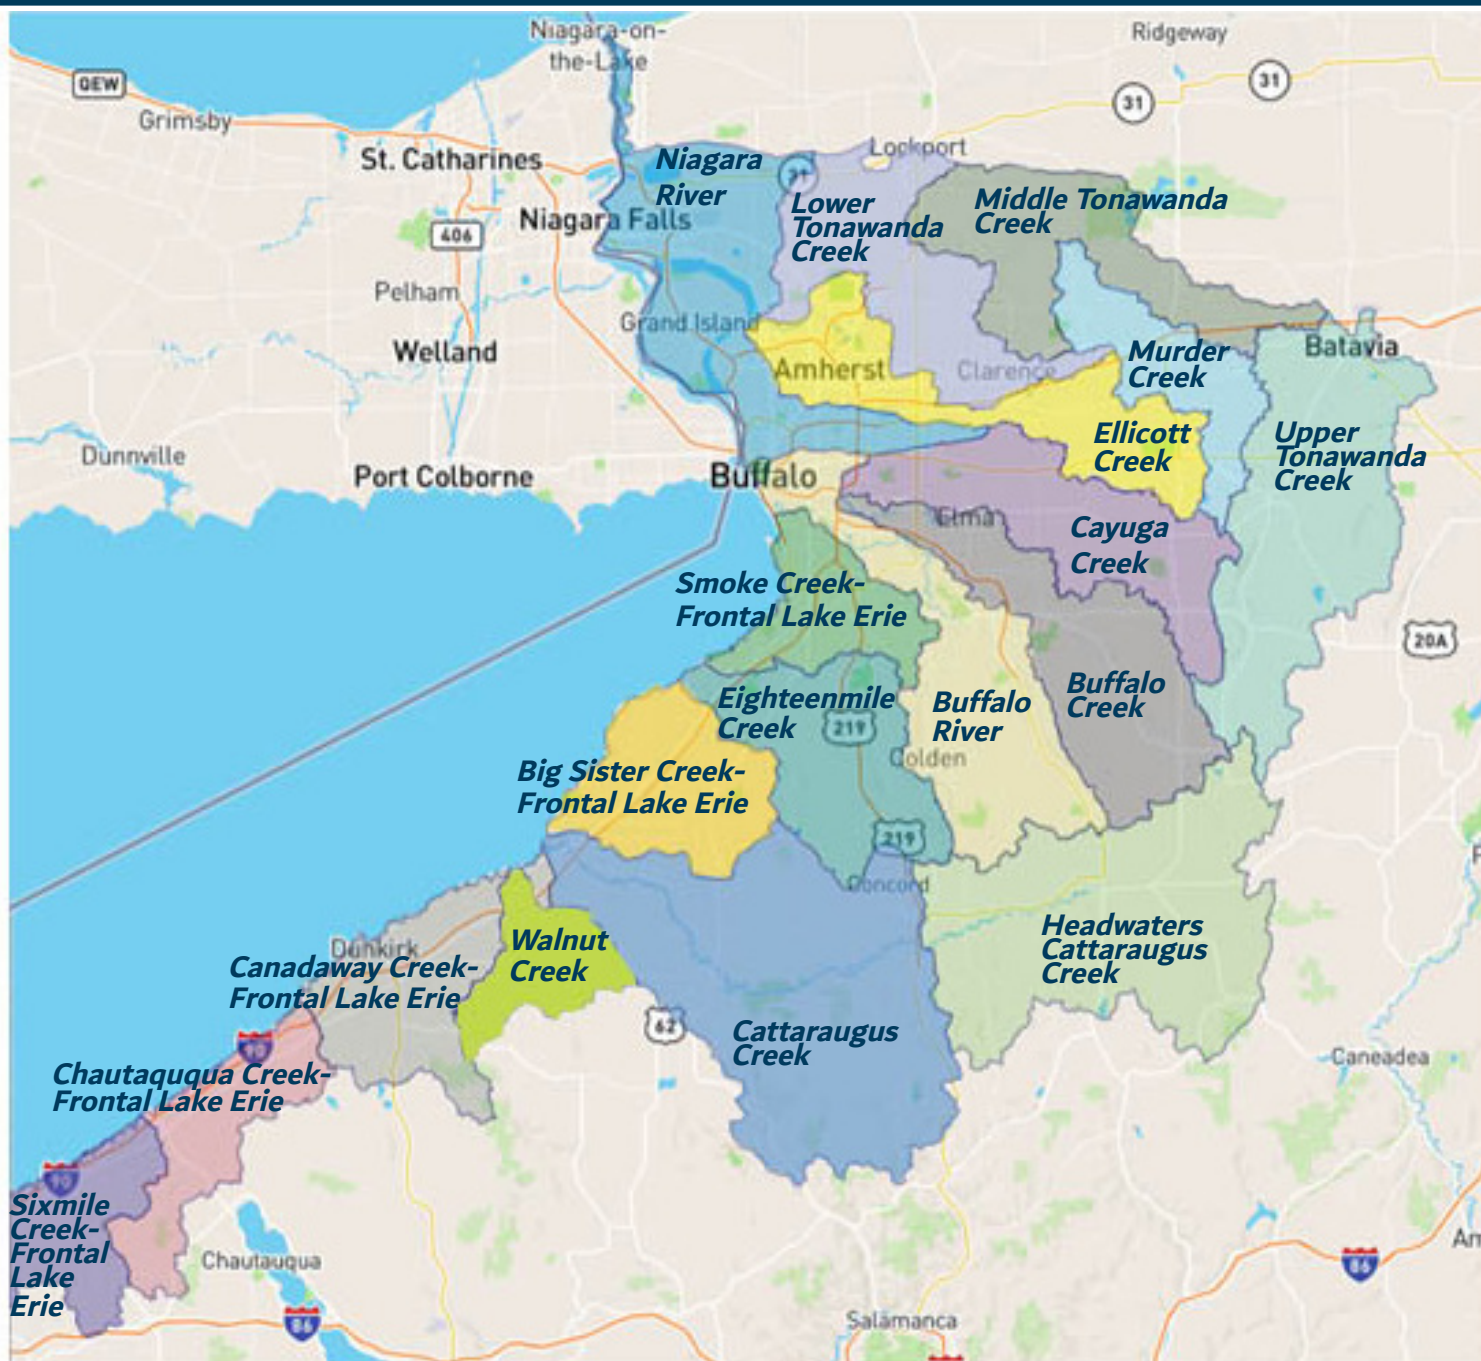 Niagara-on-
the-Lake
Ridgeway
QEW
31
31
Grimsby
St. Catharines
Lockport
Niagara
River
31
Lower
Tonawanda
Creek
Middle Tonawanda
Creek
406
Niagara Falls
Pelham
Grand Island
Welland
Amherst
Clarence
Murder
Creek
Batavia
Dunnville
Port Colborne
Buffalo
Ellicott
Creek
Upper
Tonawanda
Creek
Elma
Cayuga
Creek
Smoke Creek-
Frontal Lake Erie
20A
Eighteenmile
Creek
219
Buffalo
River
Buffalo
Creek
Colden
Big Sister Creek-
Frontal Lake Erie
219
Concord
Walnut
Creek
Headwaters
Cattaraugus
Creek
Dunkirk
Canadaway Creek-
Frontal Lake Erie
62
Cattaraugus
Creek
90
Caneadea
Chautaququa Creek-
Frontal Lake Erie
90
Sixmile
Creek-
Frontal
Lake
Erie
Chautauqua
86
86
Salamanca